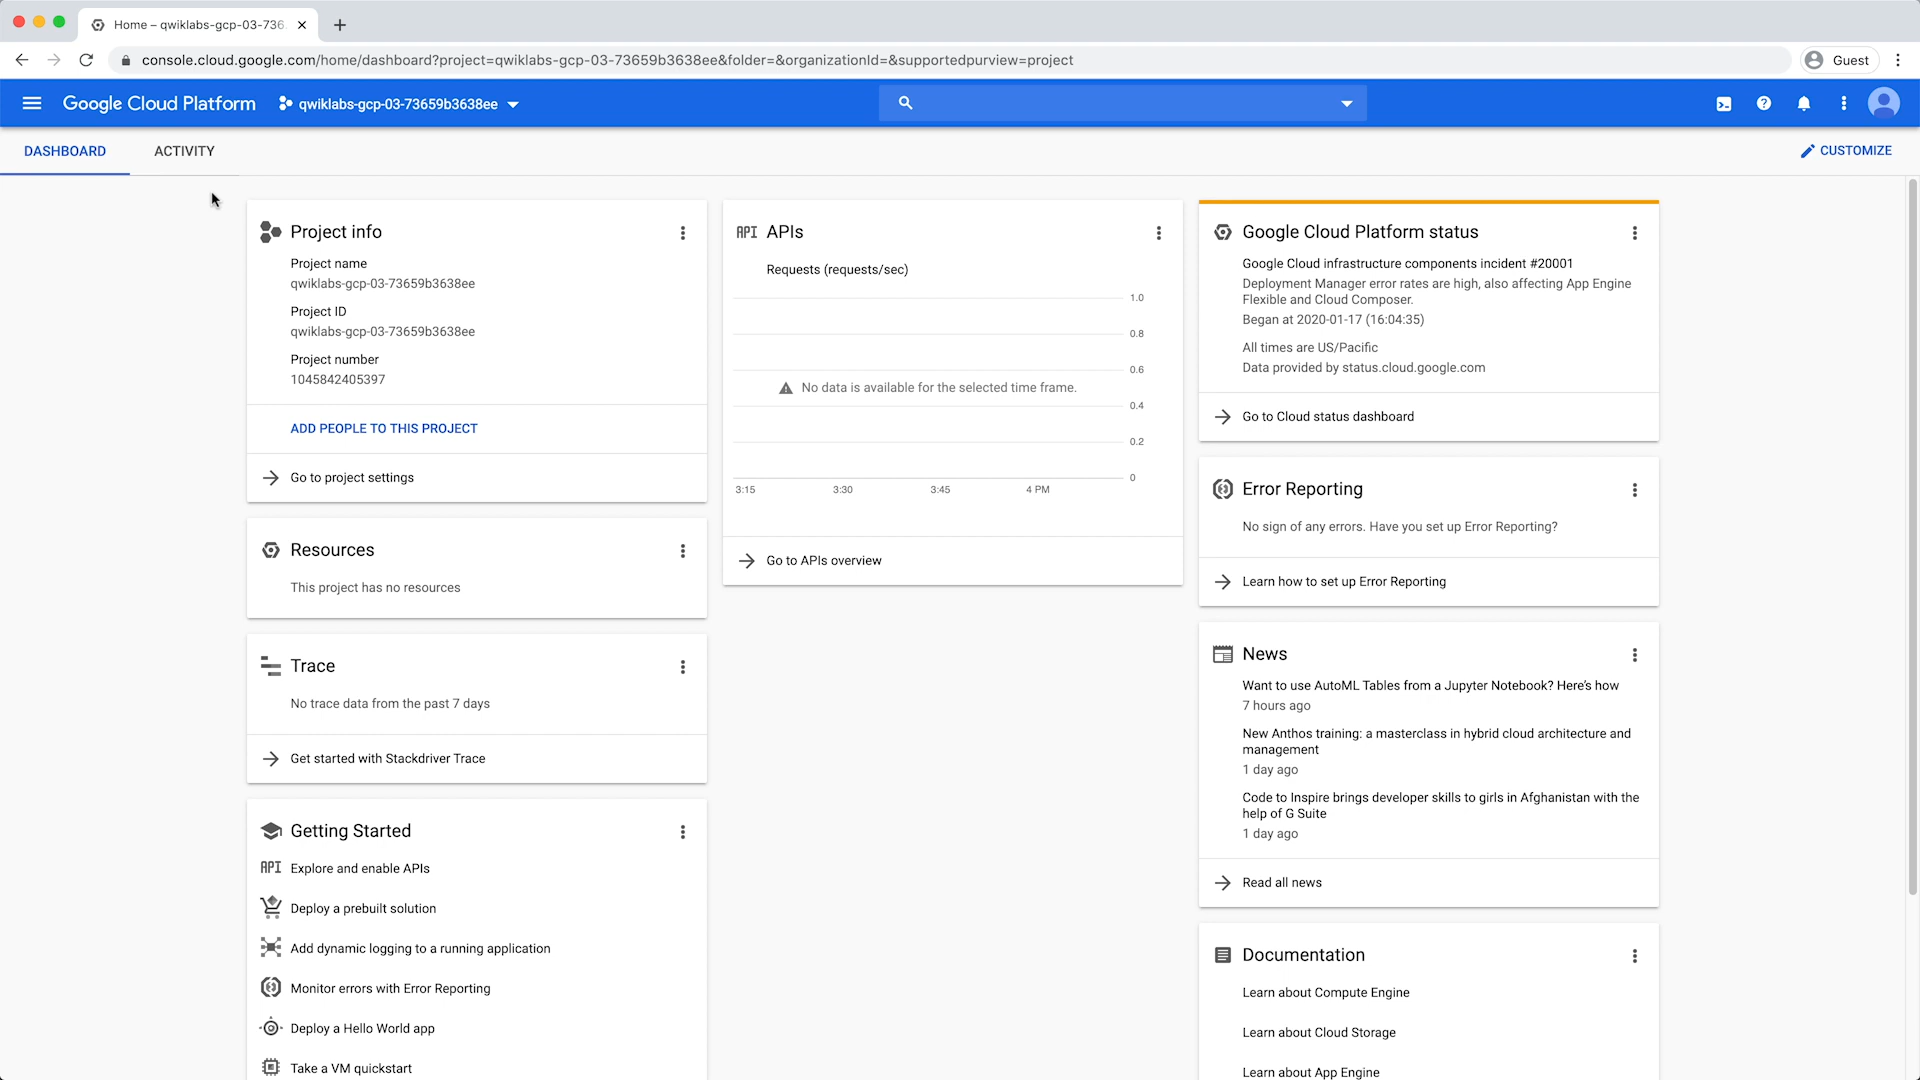 Home – qwiklabs-gcp-03-736
console.cloud.google.com/home/dashboard?project=qwiklabs-gcp-03-73659b3638ee&folder=&organizationId=&supportedpurview=project
Guest
Google Cloud Platform
qwiklabs-gcp-03-73659b3638ee
DASHBOARD
ACTIVITY
CUSTOMIZE
Project info
Project name
qwiklabs-gcp-03-73659b3638ee
Project ID
qwiklabs-gcp-03-73659b3638ee
Project number
1045842405397
ADD PEOPLE TO THIS PROJECT
Go to project settings
Resources
This project has no resources
Trace
No trace data from the past 7 days
Get started with Stackdriver Trace
Getting Started
API Explore and enable APIs
Deploy a prebuilt solution
Add dynamic logging to a running application
Monitor errors with Error Reporting
Deploy a Hello World app
Take a VM quickstart
API APIs
Requests (requests/sec)
1.0
0.8
0.6
No data is available for the selected time frame.
0.4
0.2
0
3:15 3:30 3:45 4 PM
Go to APIs overview
Google Cloud Platform status
Google Cloud infrastructure components incident #20001
Deployment Manager error rates are high, also affecting App Engine
Flexible and Cloud Composer.
Began at 2020-01-17 (16:04:35)
All times are US/Pacific
Data provided by status.cloud.google.com
Go to Cloud status dashboard
Error Reporting
No sign of any errors. Have you set up Error Reporting?
Learn how to set up Error Reporting
News
Want to use AutoML Tables from a Jupyter Notebook? Here's how
7 hours ago
New Anthos training: a masterclass in hybrid cloud architecture and
management
1 day ago
Code to Inspire brings developer skills to girls in Afghanistan with the
help of G Suite
1 day ago
Read all news
Documentation
Learn about Compute Engine
Learn about Cloud Storage
Learn about App Engine